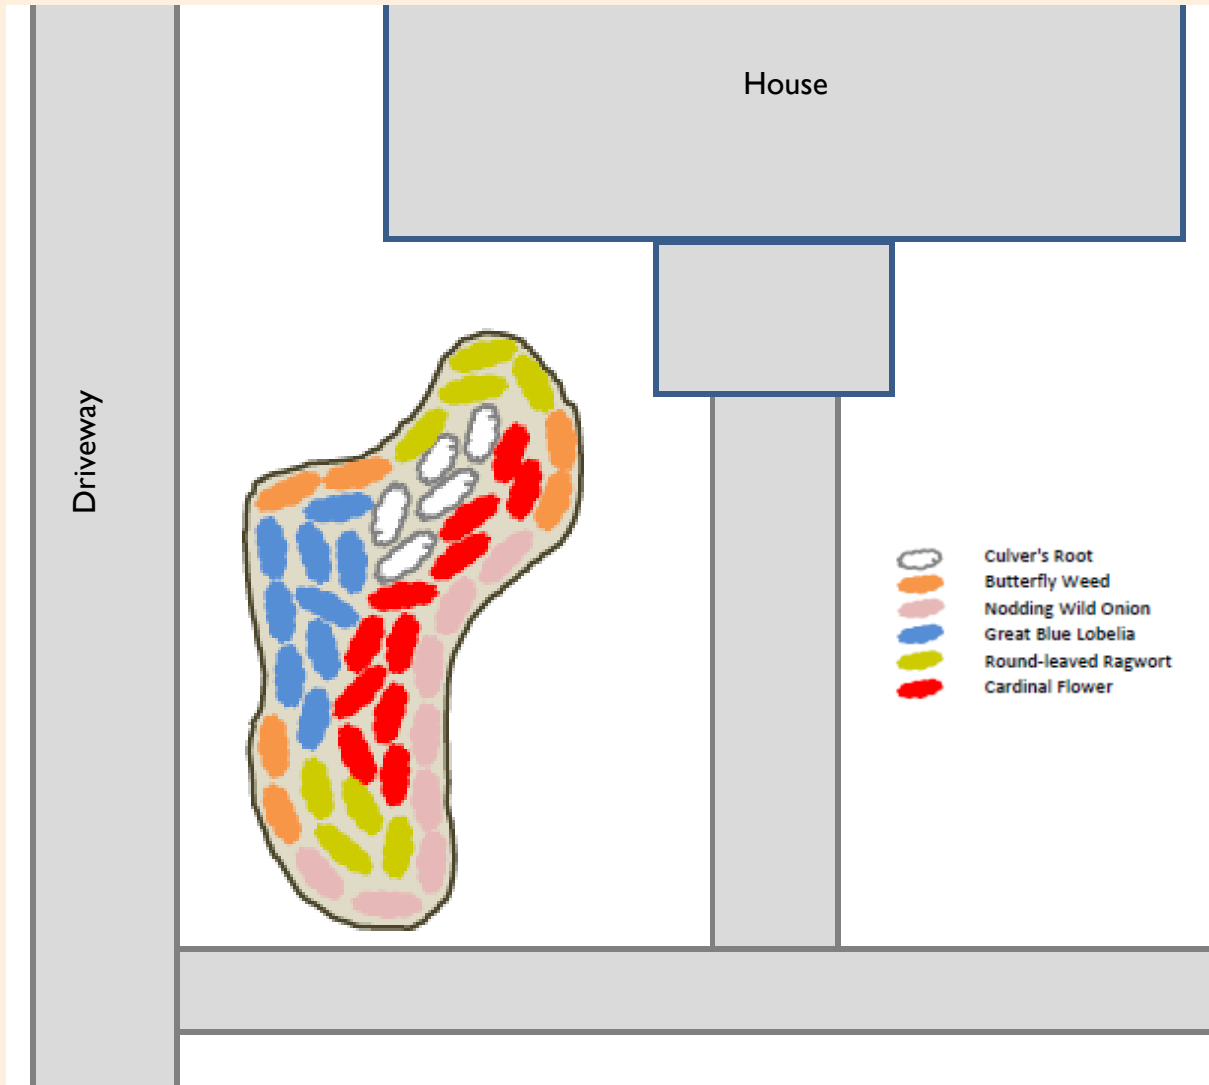 House
Driveway
Culver's Root
Butterfly Weed
Nodding Wild Onion
Great Blue Lobelia
Round-leaved Ragwort
Cardinal Flower